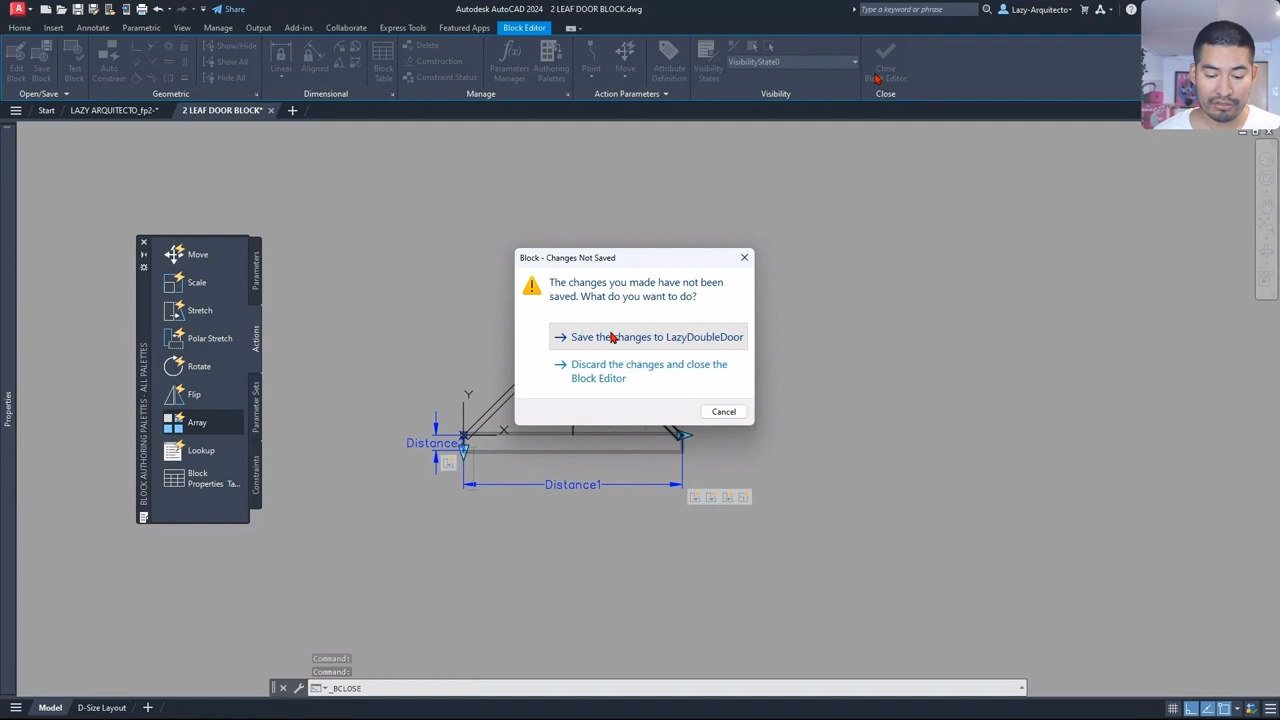 Share
Autodesk AutoCAD 2024 2 LEAF DOOR BLOCK.dwg
Type a keyword or phrase
Lazy-Arquitecto
Home Insert Annotate Parametric View Manage Output Add-ins Collaborate Express Tools Featured Apps Block Editor
Edit Block
Save Block
Test Block
Auto Constrain
Show/Hide
Show All
Hide All
Linear
Aligned
Delete
Construction
Constraint Status
Block Table
Parameters Manager
Authoring Palettes
Point
Move
Attribute Definition
Visibility States
VisibilityState0
Close Block Editor
Open/Save Geometric Dimensional Manage Action Parameters Visibility Close
Start LAZY ARQUITECTO_fp2-* 2 LEAF DOOR BLOCK*
Properties
BLOCK AUTHORING PALETTES - ALL PALETTES
Move
Scale
Stretch
Polar Stretch
Rotate
Flip
Array
Lookup
Block
Properties Ta...
Parameters
Actions
Parameter Sets
Constraints
Block - Changes Not Saved
The changes you made have not been
saved. What do you want to do?
Save the changes to LazyDoubleDoor
Discard the changes and close the
Block Editor
Cancel
Y
X
Distance
Distance1
Command:
Command:
_BCLOSE
Model D-Size Layout